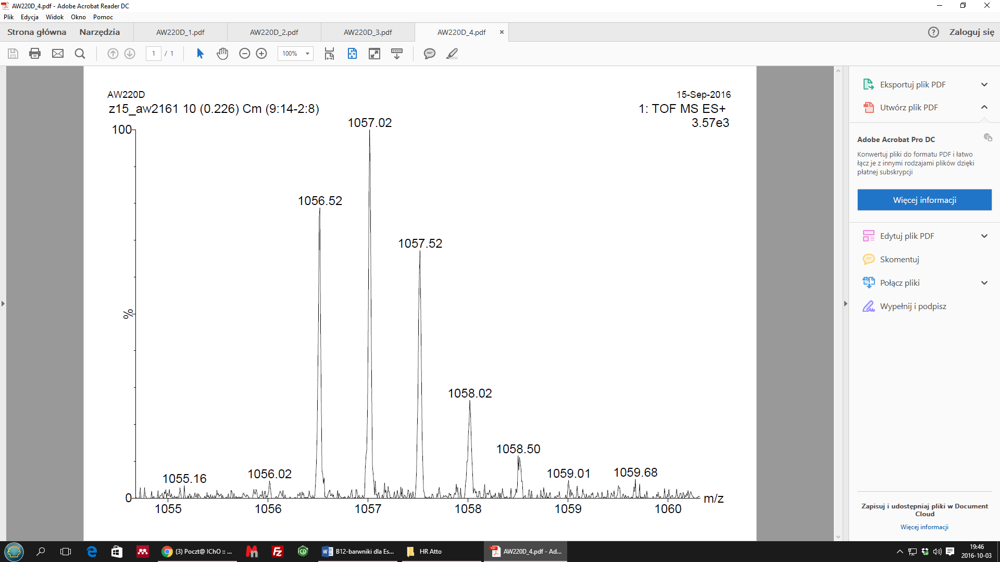 AW220D_4.pdf - Adobe Acrobat Reader DC
Plik Edycja Widok Okno Pomoc
Strona główna Narzędzia AW220D_1.pdf AW220D_2.pdf AW220D_3.pdf AW220D_4.pdf × ? Zaloguj się
1 / 1 100%
AW220D 15-Sep-2016
z15_aw2161 10 (0.226) Cm (9:14-2:8) 1: TOF MS ES+
3.57e3
1057.02
100
1056.52
1057.52
%
1058.02
1058.50
1055.16 1056.02 1059.01 1059.68
0 m/z
1055 1056 1057 1058 1059 1060
Eksportuj plik PDF
Utwórz plik PDF
Adobe Acrobat Pro DC
Konwertuj pliki do formatu PDF i łatwo
łącz je z innymi rodzajami plików dzięki
płatnej subskrypcji
Więcej informacji
Edytuj plik PDF
Skomentuj
Połącz pliki
Wypełnij i podpisz
Zapisuj i udostępniaj pliki w Document
Cloud
Więcej informacji
(3) Poczt@ IChO :: ... B12-barwniki dla Es... HR Atto AW220D_4.pdf - Ad...
19:46
2016-10-03